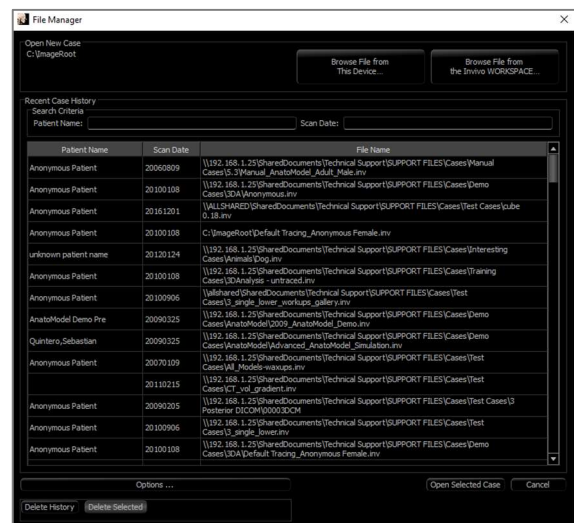 File Manager
Open New Case
C:\ImageRoot
Browse File from
This Device...
Browse File from
the Invivo WORKSPACE...
Recent Case History
Search Criteria
Patient Name:
Scan Date:
Patient Name Scan Date File Name
Anonymous Patient 20060809 \\192.168.1.25\SharedDocuments\Technical Support\SUPPORT FILES\Cases\Manual
Cases\5.3\Manual_AnatoModel_Adult_Male.inv
Anonymous Patient 20100108 \\192.168.1.25\SharedDocuments\Technical Support\SUPPORT FILES\Cases\Demo
Cases\3DA\Anonymous.inv
Anonymous Patient 20161201 \\ALLSHARED\SharedDocuments\Technical Support\SUPPORT FILES\Cases\Test Cases\cube
0.18.inv
Anonymous Patient 20100108 C:\ImageRoot\Default Tracing_Anonymous Female.inv
unknown patient name 20120124 \\192.168.1.25\SharedDocuments\Technical Support\SUPPORT FILES\Cases\Interesting
Cases\Animals\Dog.inv
Anonymous Patient 20100108 \\192.168.1.25\SharedDocuments\Technical Support\SUPPORT FILES\Cases\Training
Cases\3DAnalysis - untraced.inv
Anonymous Patient 20100906 \\allshared\SharedDocuments\Technical Support\SUPPORT FILES\Cases\Test
Cases\3_single_lower_workups_gallery.inv
AnatoModel Demo Pre 20090325 \\192.168.1.25\SharedDocuments\Technical Support\SUPPORT FILES\Cases\Demo
Cases\AnatoModel\2009_AnatoModel_Demo.inv
Quintero,Sebastian 20090325 \\192.168.1.25\SharedDocuments\Technical Support\SUPPORT FILES\Cases\Demo
Cases\AnatoModel\Advanced_AnatoModel_Simulation.inv
Anonymous Patient 20070109 \\192.168.1.25\SharedDocuments\Technical Support\SUPPORT FILES\Cases\Test
Cases\All_Models-waxups.inv
20110215 \\192.168.1.25\SharedDocuments\Technical Support\SUPPORT FILES\Cases\Test
Cases\CT_vol_gradient.inv
Anonymous Patient 20090205 \\192.168.1.25\SharedDocuments\Technical Support\SUPPORT FILES\Cases\Test Cases\3
Posterior DICOM\00003DCM
Anonymous Patient 20100906 \\192.168.1.25\SharedDocuments\Technical Support\SUPPORT FILES\Cases\Test
Cases\3_single_lower.inv
Anonymous Patient 20100108 \\192.168.1.25\SharedDocuments\Technical Support\SUPPORT FILES\Cases\Demo
Cases\3DA\Default Tracing_Anonymous Female.inv
Options ...
Open Selected Case
Cancel
Delete History
Delete Selected